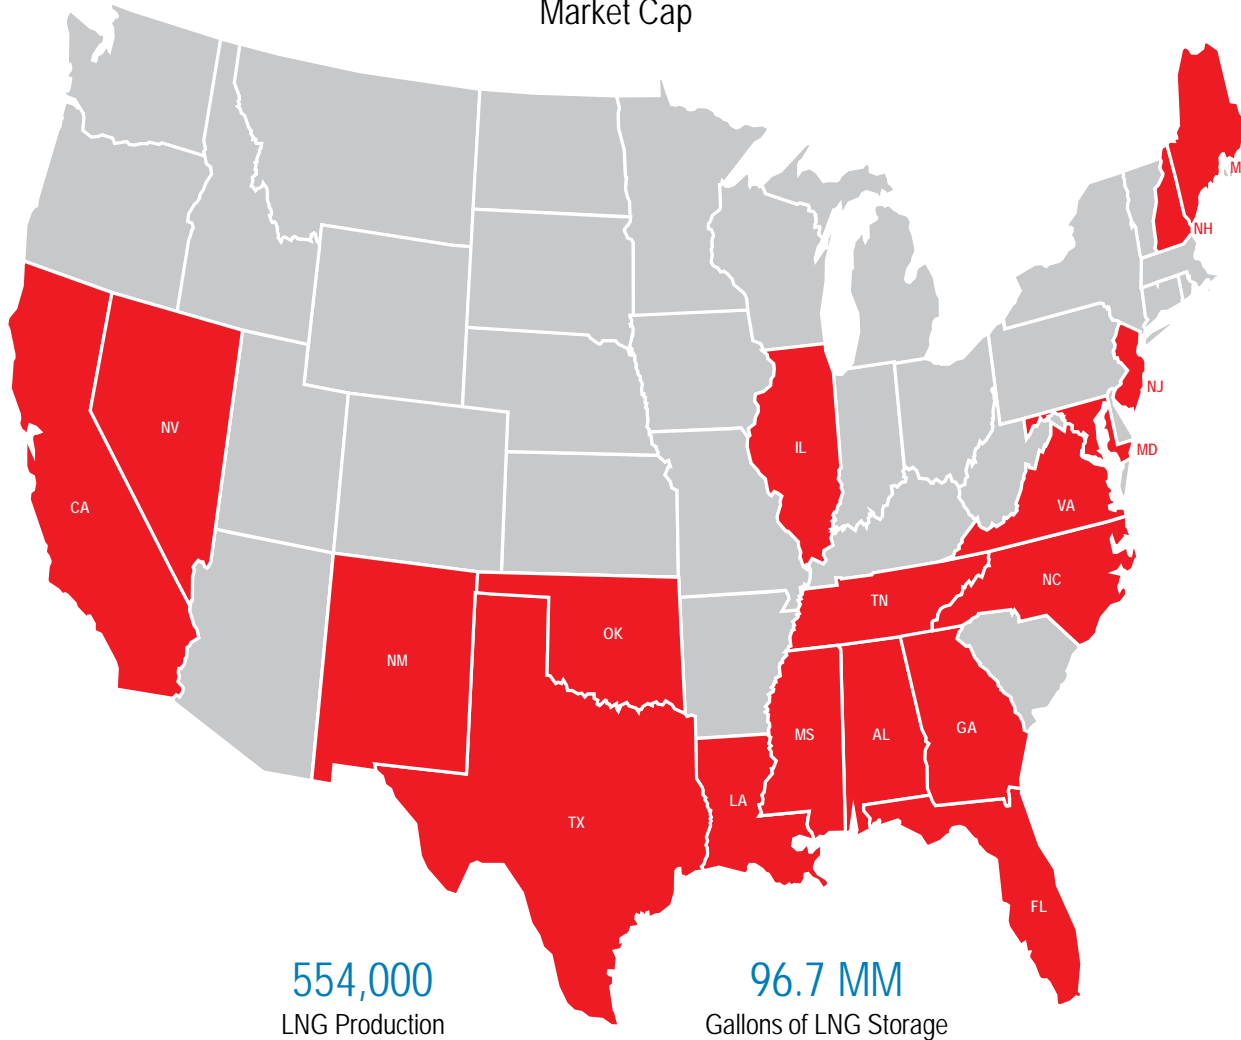 Market Cap
M
NH
NJ
NV
IL
MD
CA
VA
NC
TN
OK
NM
GA
MS
AL
LA
TX
FL
554,000
LNG Production
96.7 MM
Gallons of LNG Storage